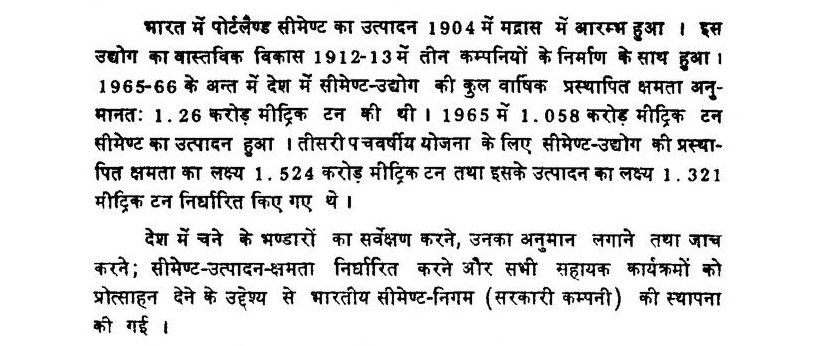 भारत में पोर्टलैण्ड सीमेण्ट का उत्पादन 1904 में मद्रास में आरम्भ हुआ । इस
उद्योग का वास्तविक विकास 1912-13 में तीन कम्पनियों के निर्माण के साथ हुआ ।
1965-66 के अन्त में देश में सीमेण्ट-उद्योग की कुल वार्षिक प्रस्थापित क्षमता अनु-
मानतः 1.26 करोड़ मीट्रिक टन की थी । 1965 में 1.058 करोड़ मीट्रिक टन
सीमेण्ट का उत्पादन हुआ । तीसरी पचवर्षीय योजना के लिए सीमेण्ट-उद्योग की प्रस्था-
पित क्षमता का लक्ष्य 1.524 करोड़ मीट्रिक टन तथा इसके उत्पादन का लक्ष्य 1.321
मीट्रिक टन निर्धारित किए गए थे ।
देश में चने के भण्डारों का सर्वेक्षण करने, उनका अनुमान लगाने तथा जाच
करने; सीमेण्ट-उत्पादन-क्षमता निर्धारित करने और सभी सहायक कार्यक्रमों को
प्रोत्साहन देने के उद्देश्य से भारतीय सीमेण्ट-निगम (सरकारी कम्पनी) की स्थापना
की गई ।